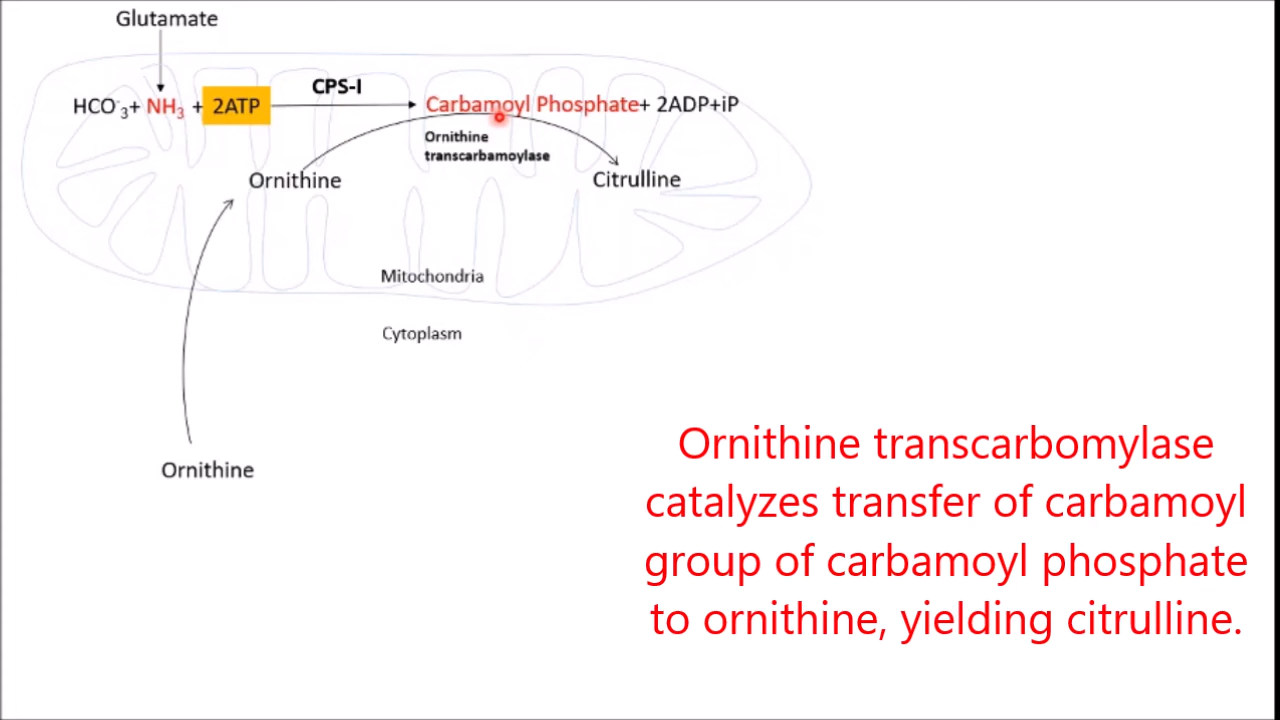 Glutamate
CPS-I
HCO⁻₃+ NH₃ + 2ATP Carbamoyl Phosphate+ 2ADP+iP
Ornithine
transcarbamoylase
Ornithine Citrulline
Mitochondria
Cytoplasm
Ornithine
Ornithine transcarbomylase
catalyzes transfer of carbamoyl
group of carbamoyl phosphate
to ornithine, yielding citrulline.